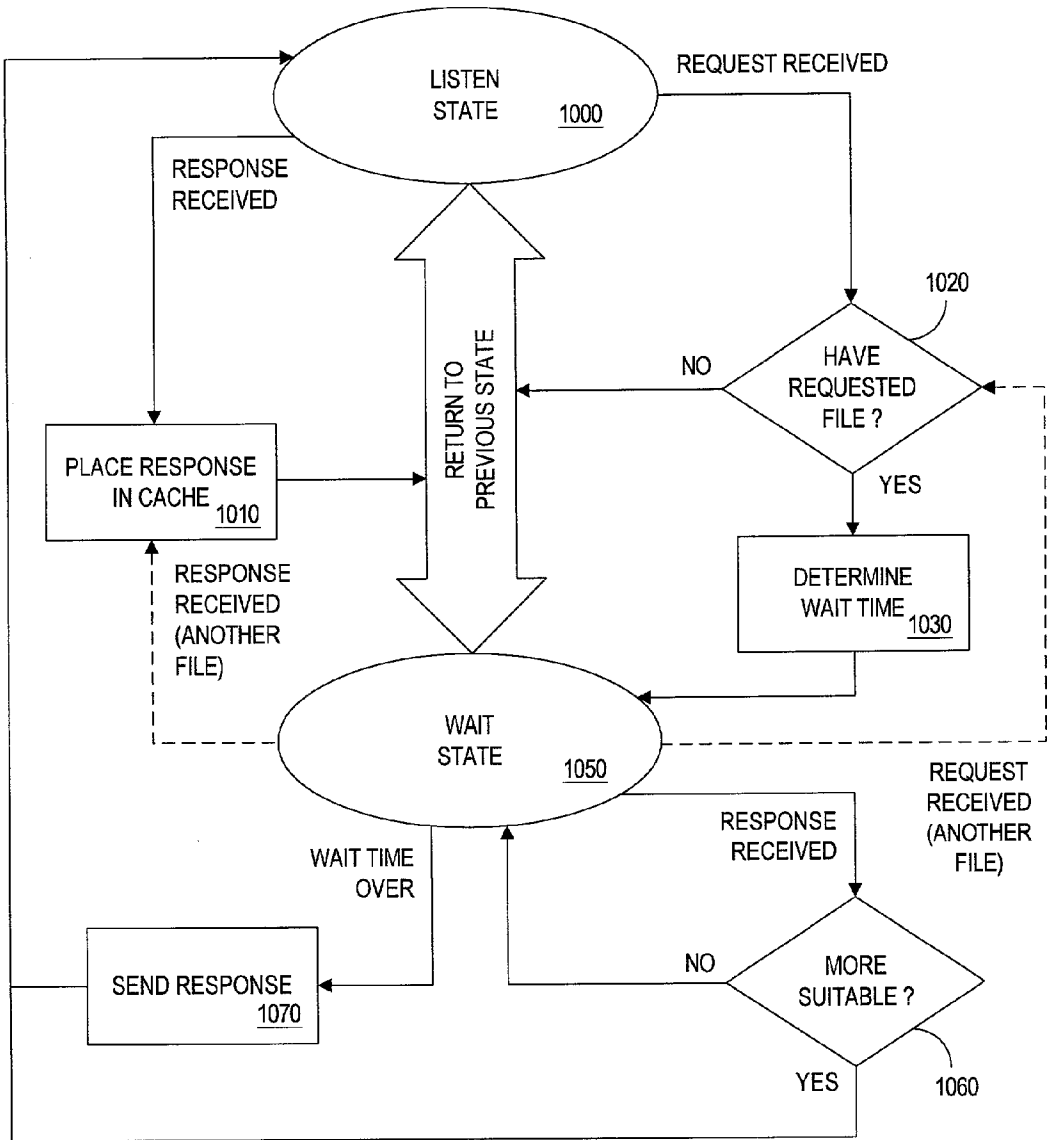 LISTEN
STATE
1000
REQUEST RECEIVED
RESPONSE
RECEIVED
1020
HAVE
REQUESTED
FILE ?
NO
YES
RETURN TO
PREVIOUS STATE
PLACE RESPONSE
IN CACHE
1010
DETERMINE
WAIT TIME
1030
RESPONSE
RECEIVED
(ANOTHER
FILE)
WAIT
STATE
1050
REQUEST
RECEIVED
(ANOTHER
FILE)
RESPONSE
RECEIVED
WAIT TIME
OVER
SEND RESPONSE
1070
NO
MORE
SUITABLE ?
YES
1060